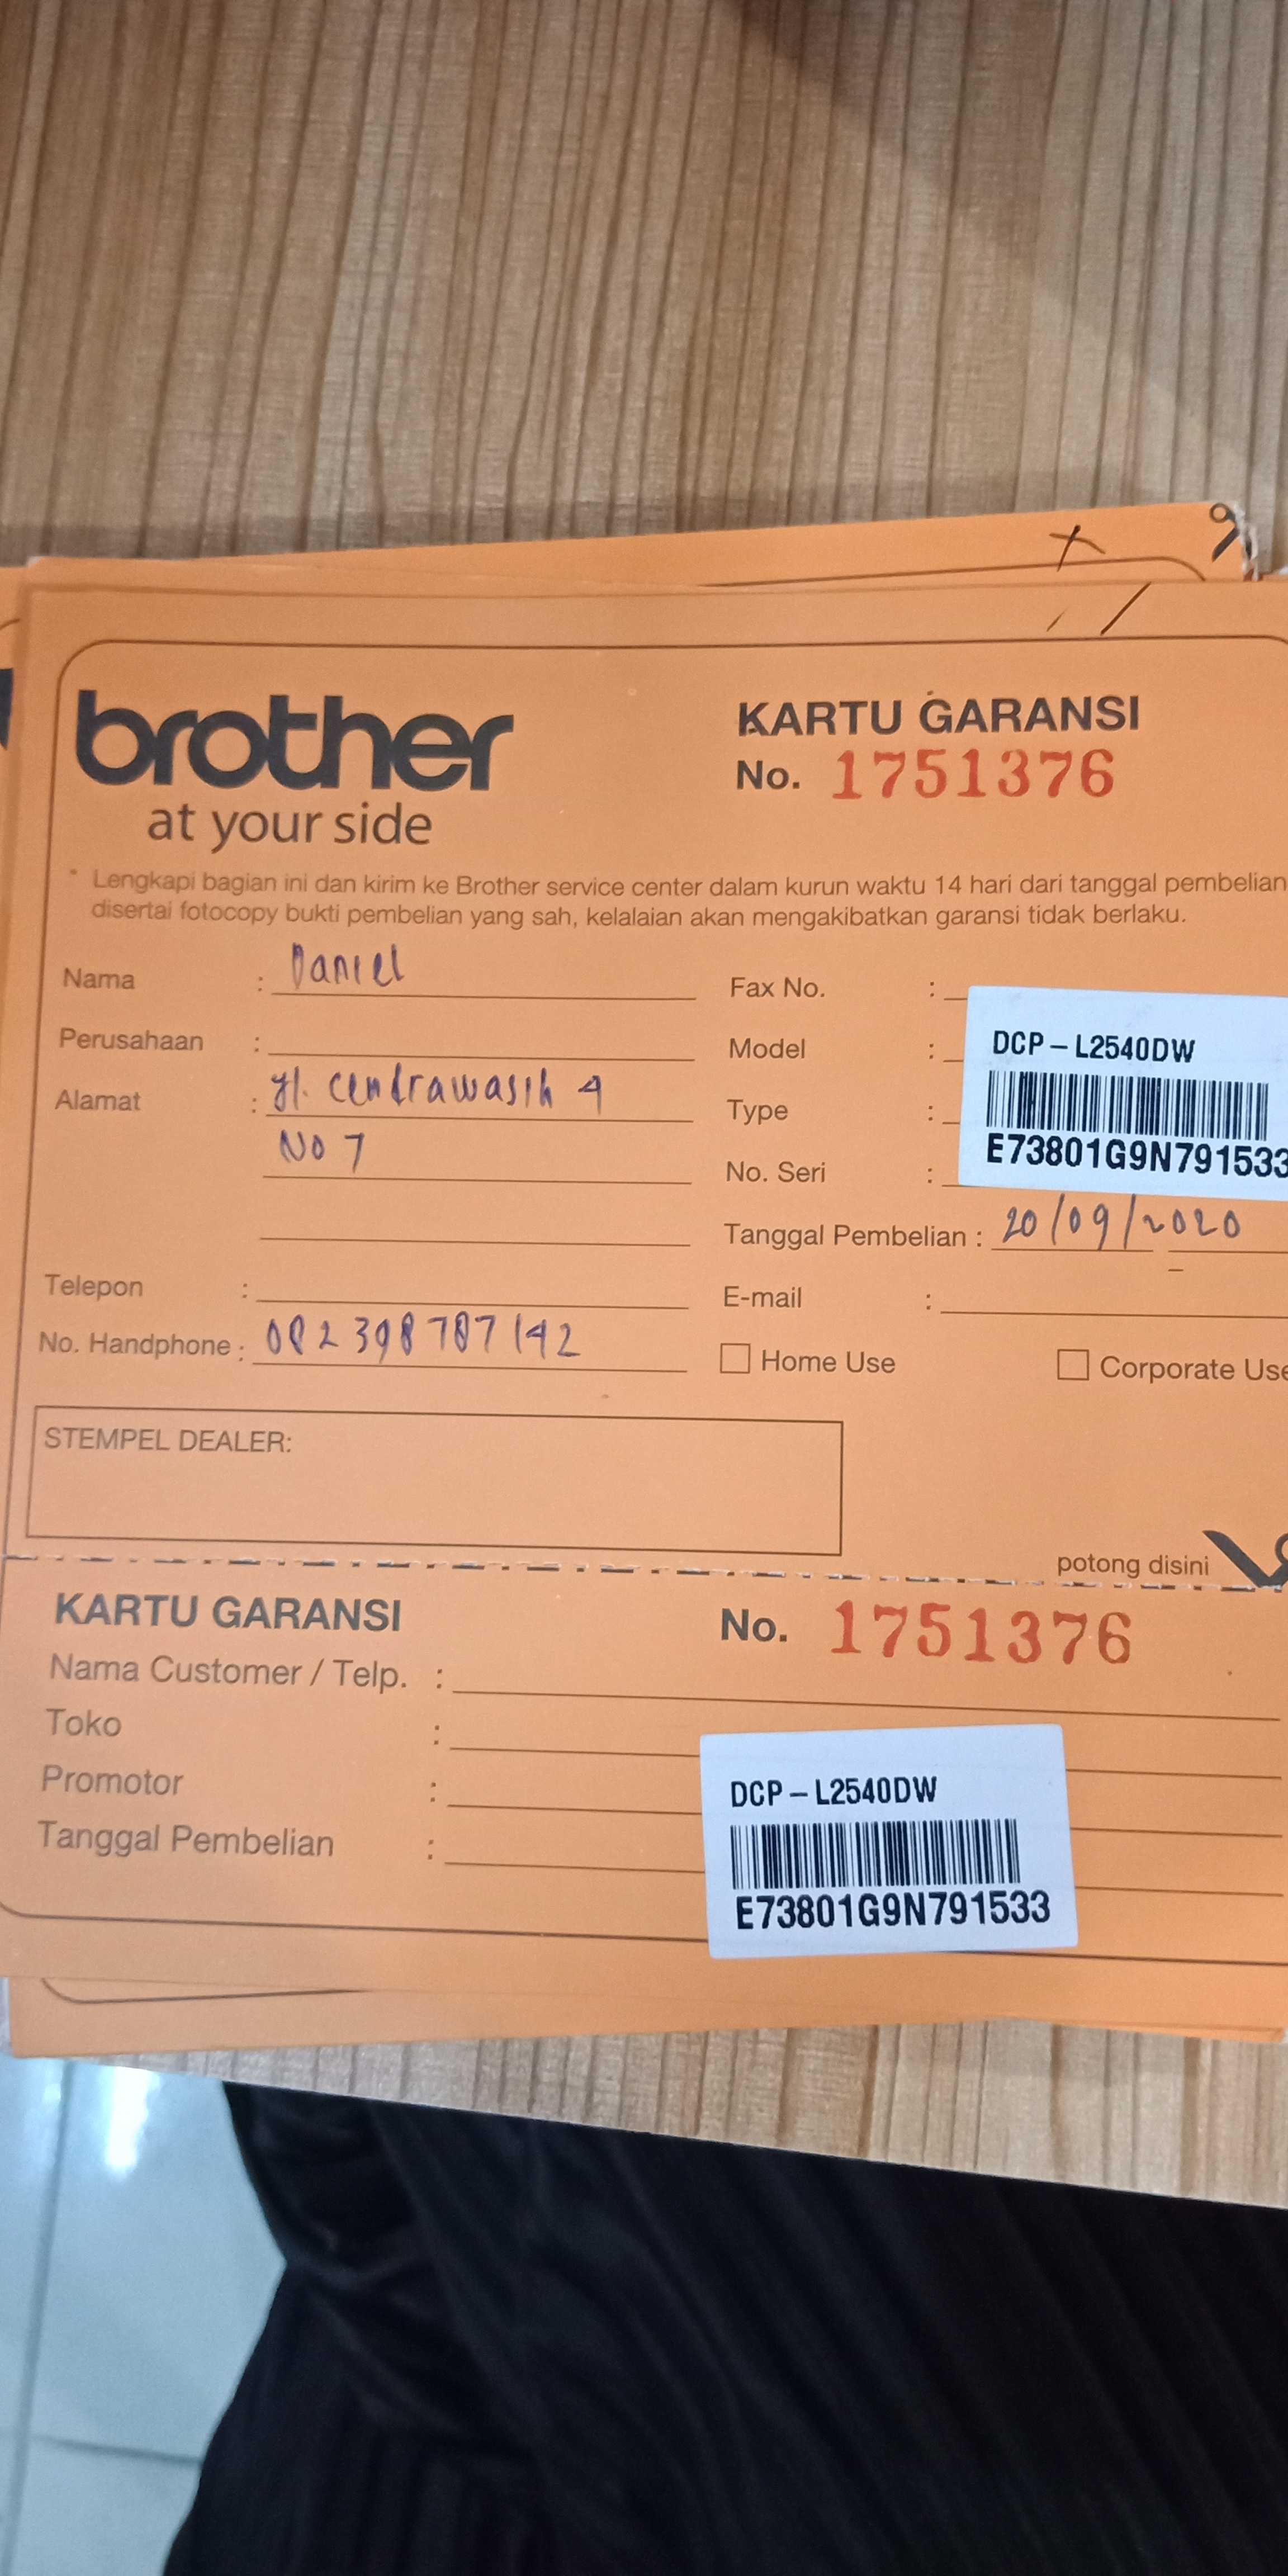 brother
at your side
KARTU GARANSI
No. 1751376
* Lengkapi bagian ini dan kirim ke Brother service center dalam kurun waktu 14 hari dari tanggal pembelian
disertai fotocopy bukti pembelian yang sah, kelalaian akan mengakibatkan garansi tidak berlaku.
Nama : Daniel
Perusahaan :
Alamat : Jl. Cendrawasih 4
No 7
Telepon :
No. Handphone : 082398787142
Fax No. :
Model :
Type :
No. Seri :
DCP – L2540DW
E73801G9N791533
Tanggal Pembelian : 20/09/2020
E-mail :
Home Use
Corporate Use
STEMPEL DEALER:
potong disini
KARTU GARANSI
No. 1751376
Nama Customer / Telp. :
Toko :
Promotor :
Tanggal Pembelian :
DCP – L2540DW
E73801G9N791533